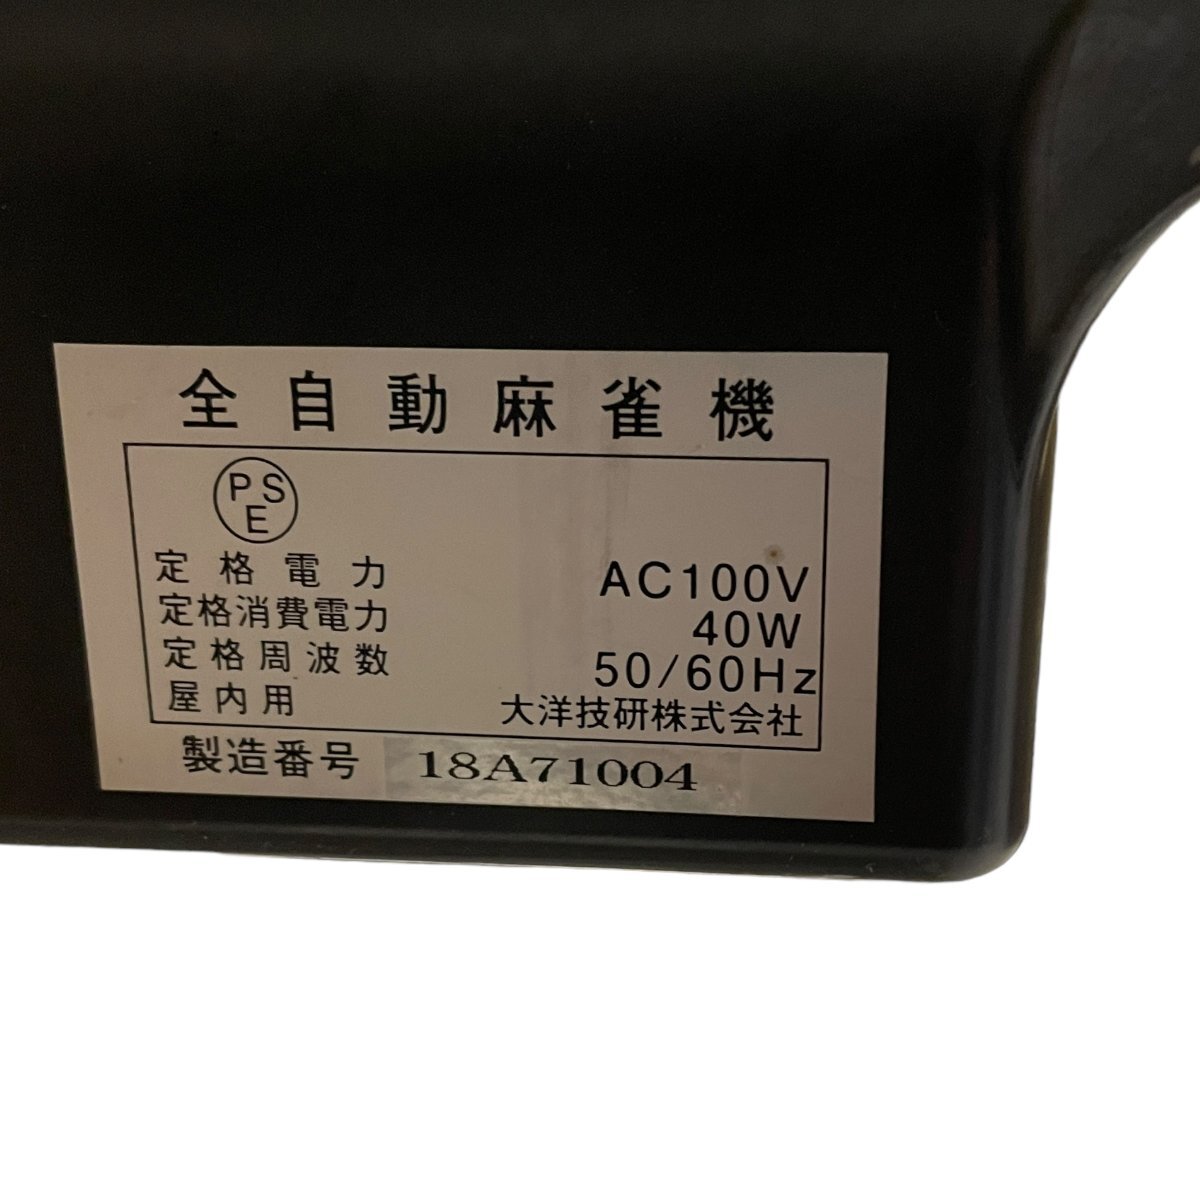 全自動麻雀機
PS
E
定格電力 AC100V
定格消費電力 40W
定格周波数 50/60Hz
屋内用 大洋技研株式会社
製造番号 18A71004